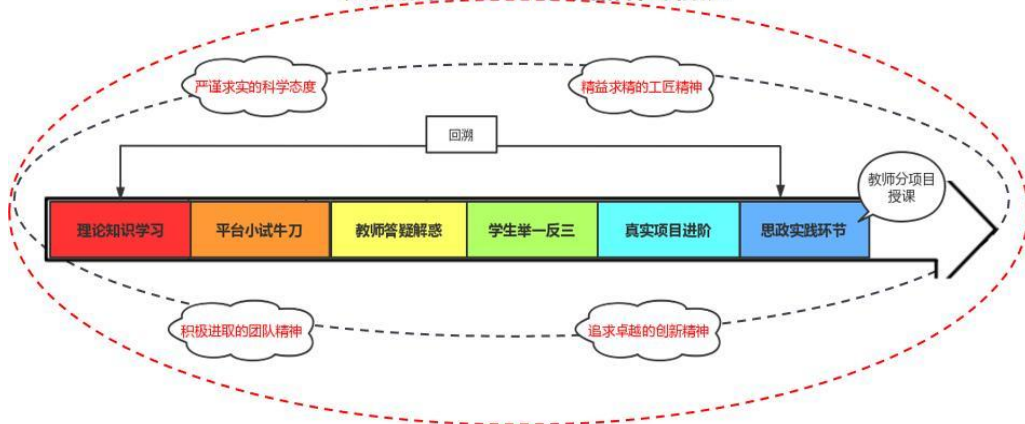 严谨求实的科学态度
精益求精的工匠精神
回溯
教师分项目
授课
理论知识学习
平台小试牛刀
教师答疑解惑
学生举一反三
真实项目进阶
思政实践环节
积极进取的团队精神
追求卓越的创新精神